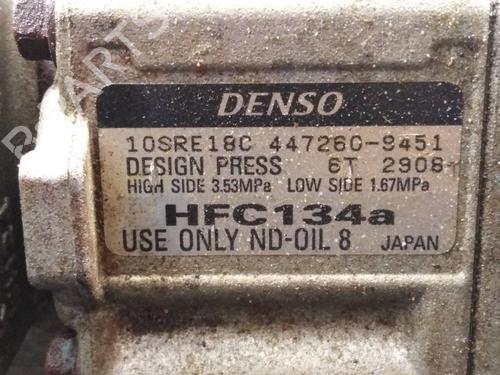 DENSO
10SRE18C 447260-9451
DESIGN PRESS 6T 2908
HIGH SIDE 3.53MPa LOW SIDE 1.67MPa
HFC134a
USE ONLY ND-OIL 8 JAPAN